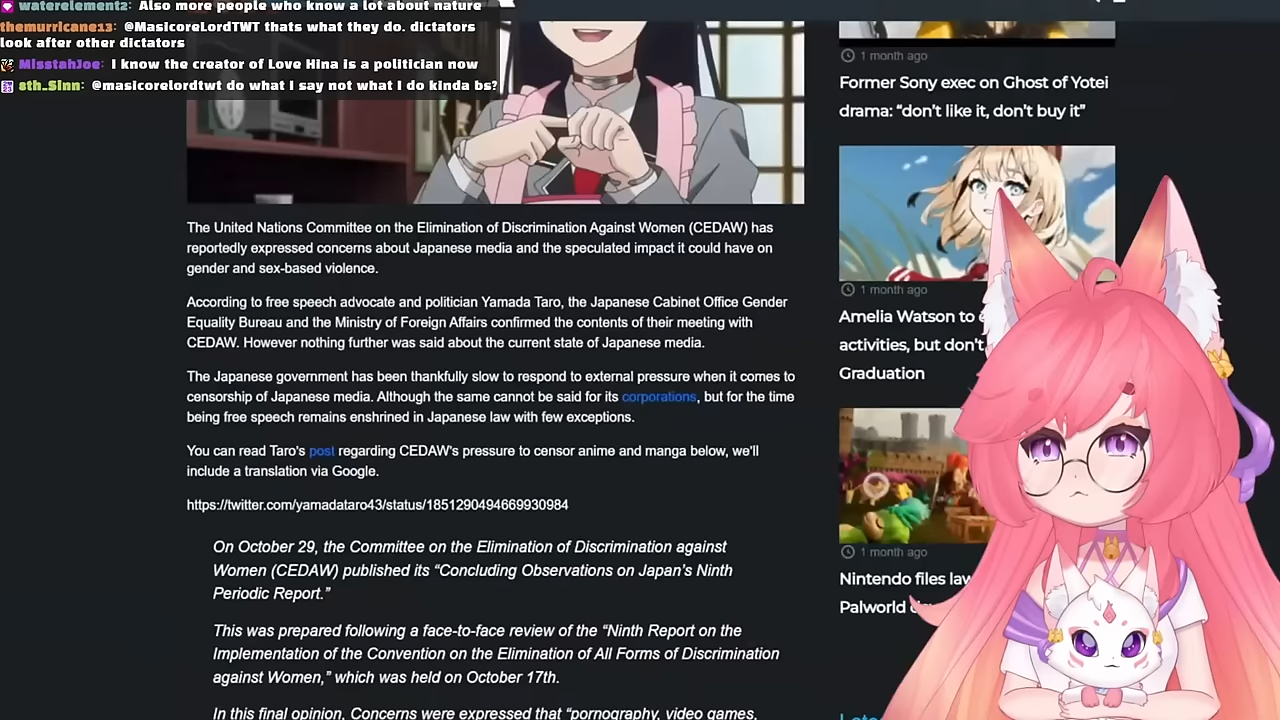 waterelement2: Also more people who know a lot about nature
themurricane13: @MasicoreLordTWT thats what they do. dictators
look after other dictators
MisstahJoe: I know the creator of Love Hina is a politician now
8th_Sinn: @masicorelordtwt do what I say not what I do kinda bs?
The United Nations Committee on the Elimination of Discrimination Against Women (CEDAW) has
reportedly expressed concerns about Japanese media and the speculated impact it could have on
gender and sex-based violence.
According to free speech advocate and politician Yamada Taro, the Japanese Cabinet Office Gender
Equality Bureau and the Ministry of Foreign Affairs confirmed the contents of their meeting with
CEDAW. However nothing further was said about the current state of Japanese media.
The Japanese government has been thankfully slow to respond to external pressure when it comes to
censorship of Japanese media. Although the same cannot be said for its corporations, but for the time
being free speech remains enshrined in Japanese law with few exceptions.
You can read Taro's post regarding CEDAW's pressure to censor anime and manga below, we'll
include a translation via Google.
https://twitter.com/yamadataro43/status/1851290494669930984
On October 29, the Committee on the Elimination of Discrimination against
Women (CEDAW) published its “Concluding Observations on Japan’s Ninth
Periodic Report.”
This was prepared following a face-to-face review of the “Ninth Report on the
Implementation of the Convention on the Elimination of All Forms of Discrimination
against Women,” which was held on October 17th.
In this final opinion, Concerns were expressed that “pornography, video games,
1 month ago
Former Sony exec on Ghost of Yotei
drama: “don’t like it, don’t buy it”
1 month ago
Amelia Watson to
activities, but don't
Graduation
1 month ago
Nintendo files
Palworld